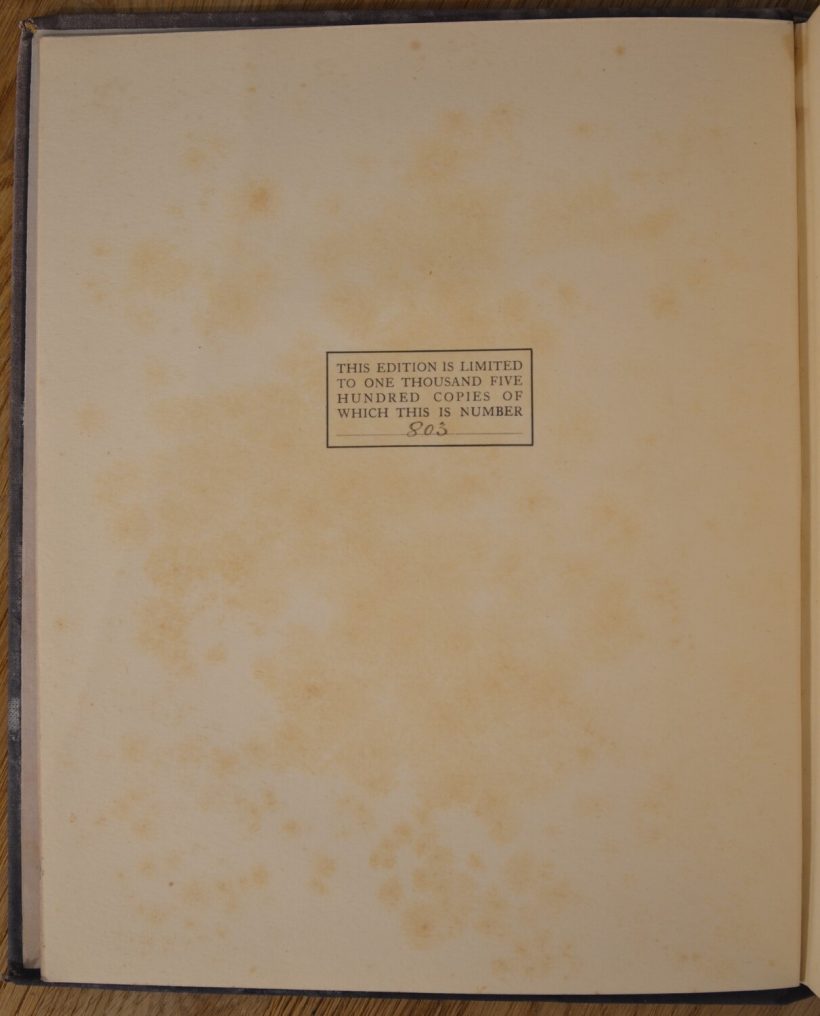 THIS EDITION IS LIMITED
TO ONE THOUSAND FIVE
HUNDRED COPIES OF
WHICH THIS IS NUMBER
803